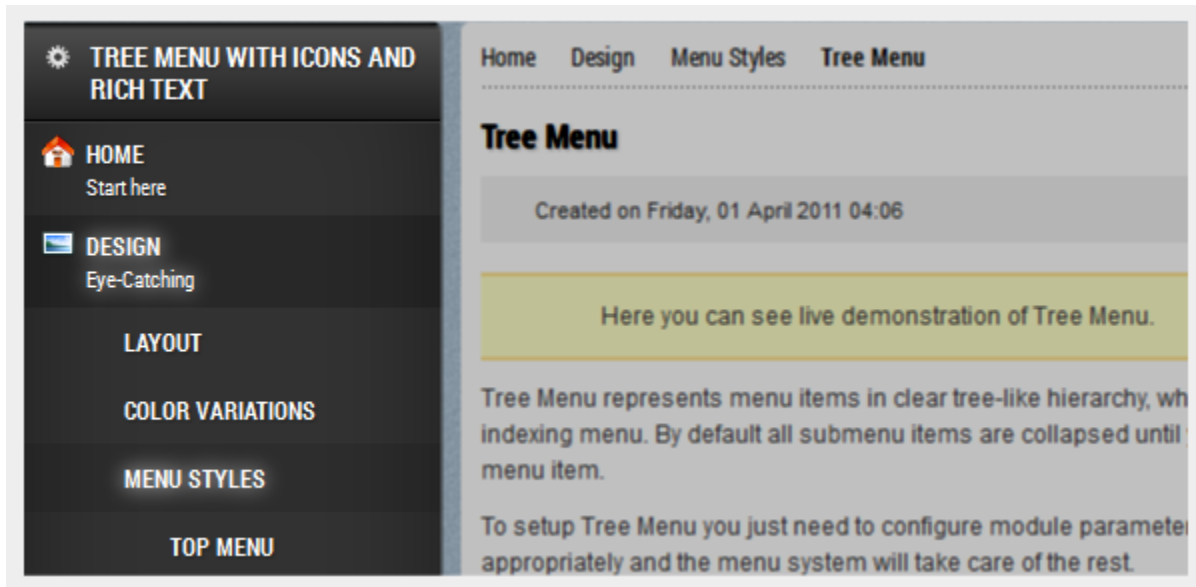 TREE MENU WITH ICONS AND
RICH TEXT
HOME
Start here
DESIGN
Eye-Catching
LAYOUT
COLOR VARIATIONS
MENU STYLES
TOP MENU
Home Design Menu Styles Tree Menu
Tree Menu
Created on Friday, 01 April 2011 04:06
Here you can see live demonstration of Tree Menu.
Tree Menu represents menu items in clear tree-like hierarchy, wh
indexing menu. By default all submenu items are collapsed until
menu item.
To setup Tree Menu you just need to configure module paramete
appropriately and the menu system will take care of the rest.